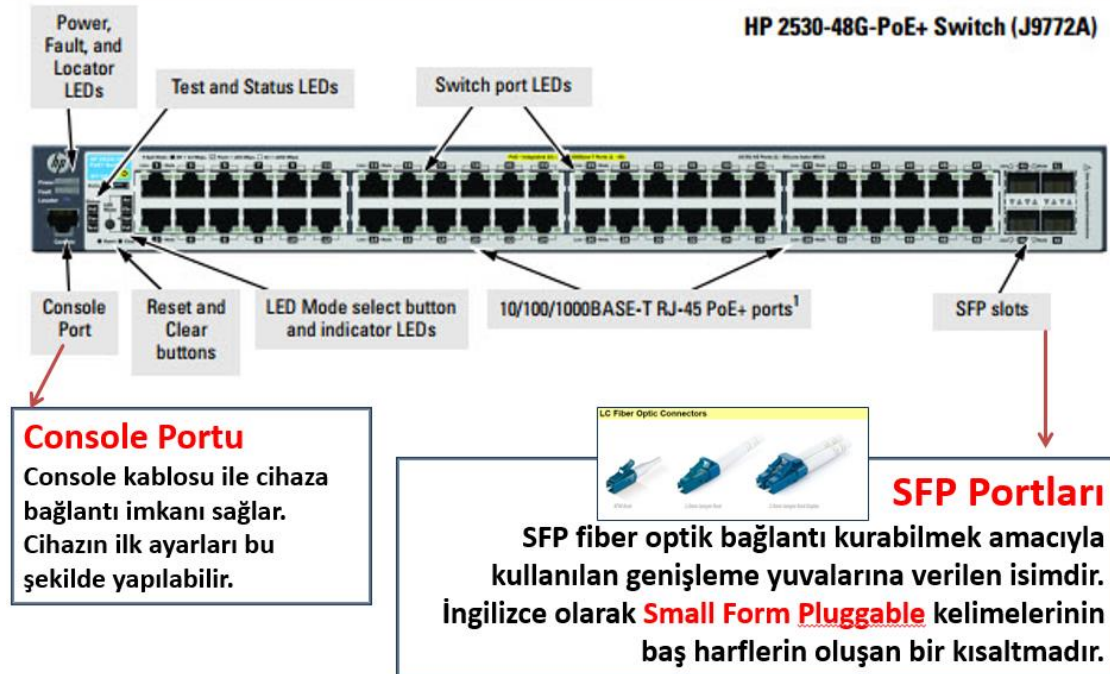 Power,
Fault, and
Locator
LEDs
HP 2530-48G-PoE+ Switch (J9772A)
Test and Status LEDs
Switch port LEDs
hp
Console
Port
Reset and
Clear
buttons
LED Mode select button
and indicator LEDs
10/100/1000BASE-T RJ-45 PoE+ ports1
SFP slots
Console Portu
Console kablosu ile cihaza
bağlantı imkanı sağlar.
Cihazın ilk ayarları bu
şekilde yapılabilir.
LC Fiber Optic Connectors
SFP Portları
SFP fiber optik bağlantı kurabilmek amacıyla
kullanılan genişleme yuvalarına verilen isimdir.
İngilizce olarak Small Form Pluggable kelimelerinin
baş harflerin oluşan bir kısaltmadır.